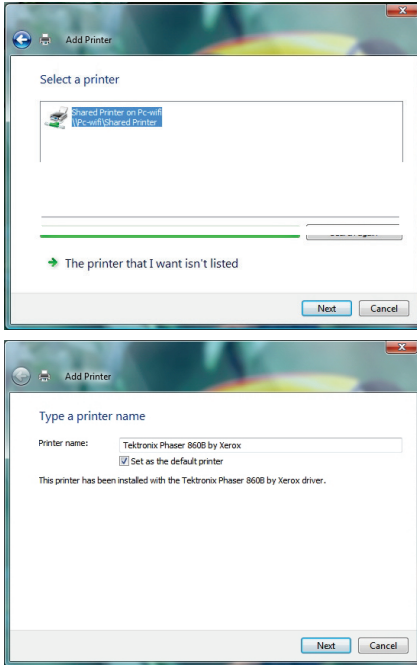 Add Printer
Select a printer
Shared Printer on Pc-wifi
\\Pc-wifi\Shared Printer
The printer that I want isn't listed
Next Cancel
Add Printer
Type a printer name
Printer name: Tektronix Phaser 860B by Xerox
Set as the default printer
This printer has been installed with the Tektronix Phaser 860B by Xerox driver.
Next Cancel